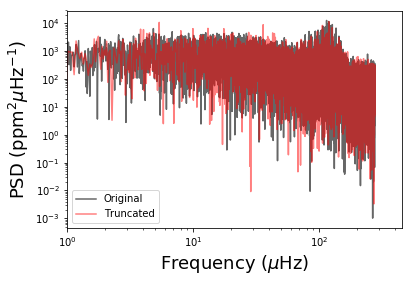 PSD (ppm²μHz⁻¹)
10⁴
10³
10²
10¹
10⁰
10⁻¹
10⁻²
10⁻³
Original
Truncated
10⁰
10¹
10²
Frequency (μHz)